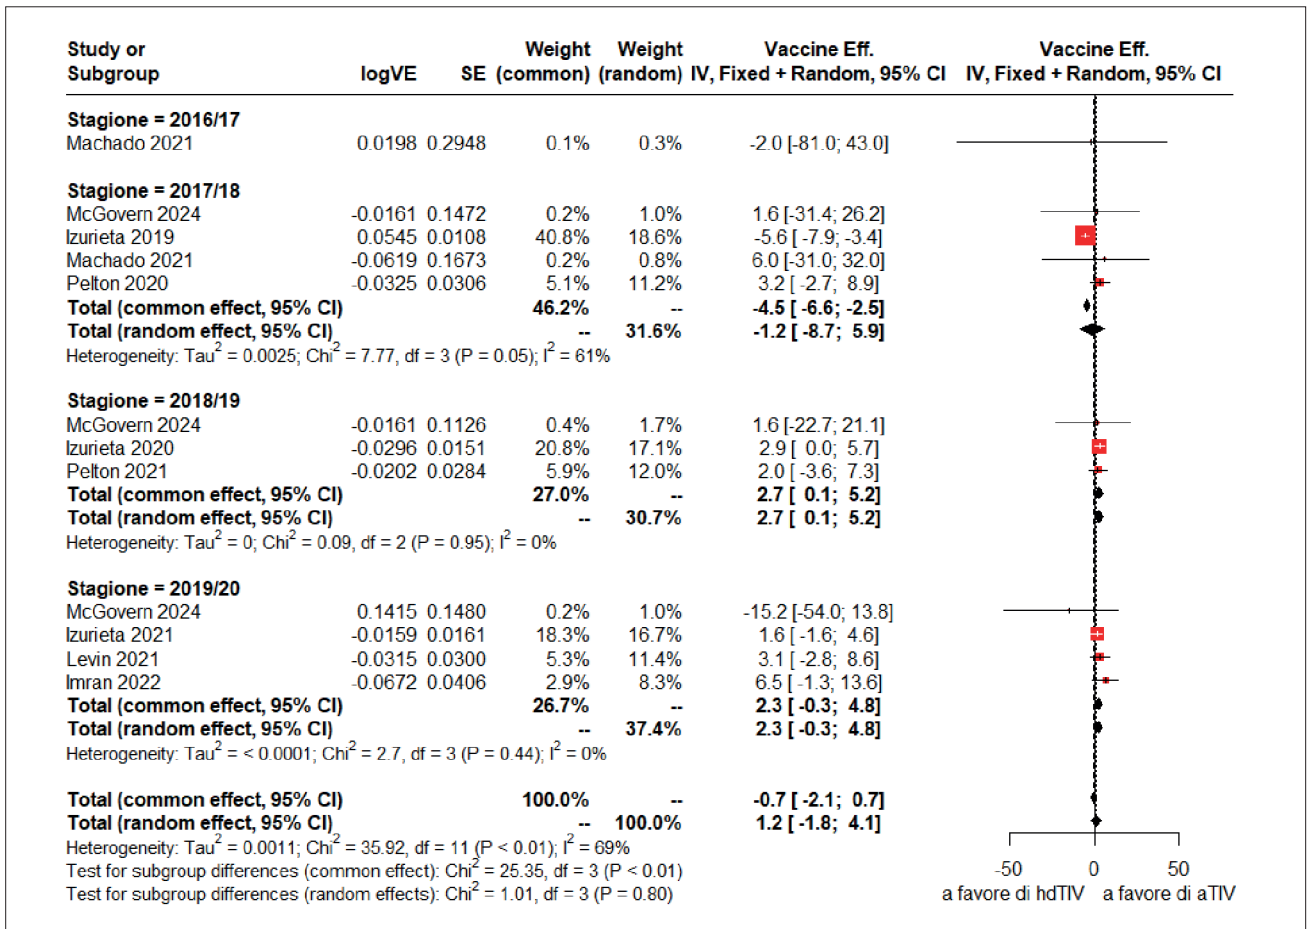 Study or Weight Weight Vaccine Eff. Vaccine Eff.
Subgroup logVE SE (common) (random) IV, Fixed + Random, 95% CI IV, Fixed + Random, 95% CI
Stagione = 2016/17
Machado 2021 0.0198 0.2948 0.1% 0.3% -2.0 [-81.0; 43.0]
Stagione = 2017/18
McGovern 2024 -0.0161 0.1472 0.2% 1.0% 1.6 [-31.4; 26.2]
Izurieta 2019 0.0545 0.0108 40.8% 18.6% -5.6 [-7.9; -3.4]
Machado 2021 -0.0619 0.1673 0.2% 0.8% 6.0 [-31.0; 32.0]
Pelton 2020 -0.0325 0.0306 5.1% 11.2% 3.2 [-2.7; 8.9]
Total (common effect, 95% CI) 46.2% -- -4.5 [-6.6; -2.5]
Total (random effect, 95% CI) -- 31.6% -1.2 [-8.7; 5.9]
Heterogeneity: Tau² = 0.0025; Chi² = 7.77, df = 3 (P = 0.05); I² = 61%
Stagione = 2018/19
McGovern 2024 -0.0161 0.1126 0.4% 1.7% 1.6 [-22.7; 21.1]
Izurieta 2020 -0.0296 0.0151 20.8% 17.1% 2.9 [ 0.0; 5.7]
Pelton 2021 -0.0202 0.0284 5.9% 12.0% 2.0 [-3.6; 7.3]
Total (common effect, 95% CI) 27.0% -- 2.7 [ 0.1; 5.2]
Total (random effect, 95% CI) -- 30.7% 2.7 [ 0.1; 5.2]
Heterogeneity: Tau² = 0; Chi² = 0.09, df = 2 (P = 0.95); I² = 0%
Stagione = 2019/20
McGovern 2024 0.1415 0.1480 0.2% 1.0% -15.2 [-54.0; 13.8]
Izurieta 2021 -0.0159 0.0161 18.3% 16.7% 1.6 [ -1.6; 4.6]
Levin 2021 -0.0315 0.0300 5.3% 11.4% 3.1 [ -2.8; 8.6]
Imran 2022 -0.0672 0.0406 2.9% 8.3% 6.5 [ -1.3; 13.6]
Total (common effect, 95% CI) 26.7% -- 2.3 [ -0.3; 4.8]
Total (random effect, 95% CI) -- 37.4% 2.3 [ -0.3; 4.8]
Heterogeneity: Tau² = < 0.0001; Chi² = 2.7, df = 3 (P = 0.44); I² = 0%
Total (common effect, 95% CI) 100.0% -- -0.7 [ -2.1; 0.7]
Total (random effect, 95% CI) -- 100.0% 1.2 [ -1.8; 4.1]
Heterogeneity: Tau² = 0.0011; Chi² = 35.92, df = 11 (P < 0.01); I² = 69%
Test for subgroup differences (common effect): Chi² = 25.35, df = 3 (P < 0.01)
Test for subgroup differences (random effects): Chi² = 1.01, df = 3 (P = 0.80)
-50 0 50
a favore di hdTIV a favore di aTIV